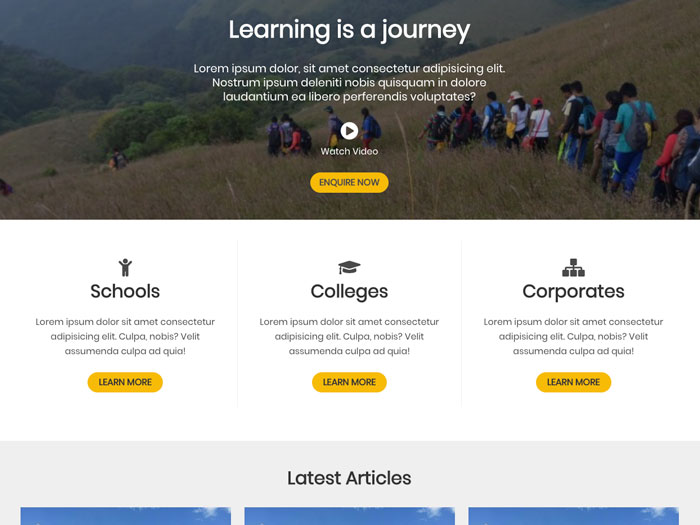 Learning is a journey
Lorem ipsum dolor, sit amet consectetur adipisicing elit.
Nostrum ipsum deleniti nobis quisquam in dolore
laudantium ea libero perferendis voluptates?
Watch Video
ENQUIRE NOW
Schools
Lorem ipsum dolor sit amet consectetur
adipisicing elit. Culpa, nobis? Velit
assumenda culpa ad quia!
LEARN MORE
Colleges
Lorem ipsum dolor sit amet consectetur
adipisicing elit. Culpa, nobis? Velit
assumenda culpa ad quia!
LEARN MORE
Corporates
Lorem ipsum dolor sit amet consectetur
adipisicing elit. Culpa, nobis? Velit
assumenda culpa ad quia!
LEARN MORE
Latest Articles